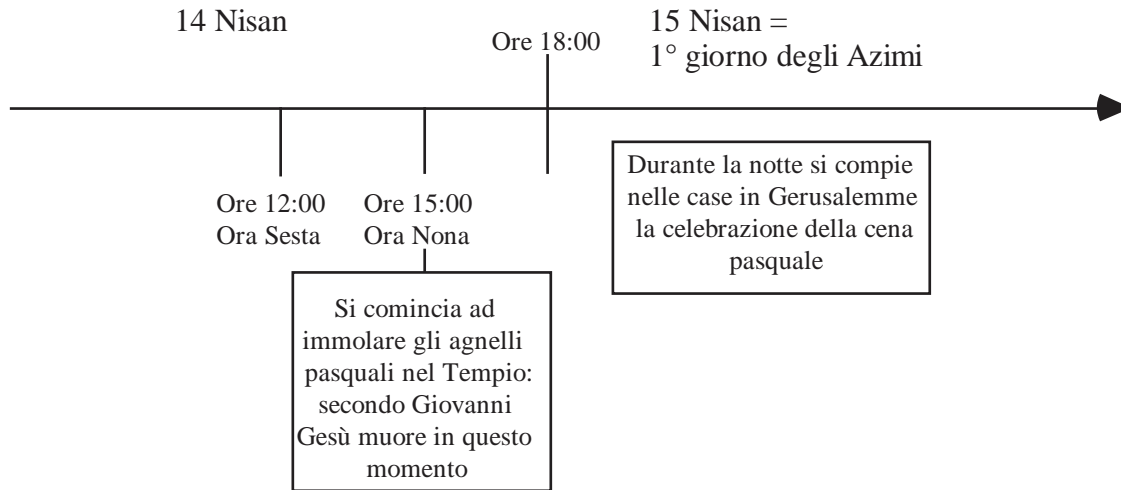 14 Nisan
Ore 18:00
15 Nisan =
1° giorno degli Azimi
Ore 12:00
Ora Sesta
Ore 15:00
Ora Nona
Si comincia ad
immolare gli agnelli
pasquali nel Tempio:
secondo Giovanni
Gesù muore in questo
momento
Durante la notte si compie
nelle case in Gerusalemme
la celebrazione della cena
pasquale